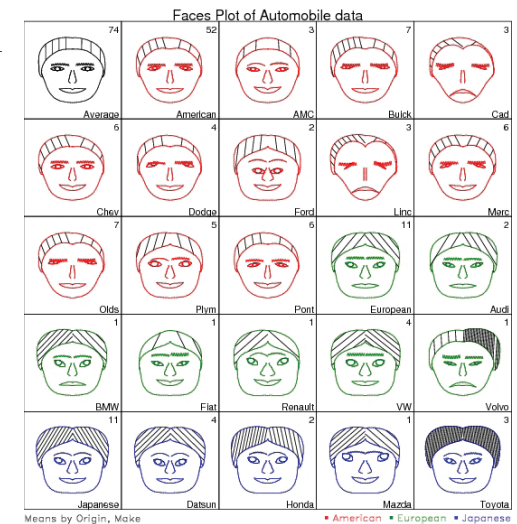 Faces Plot of Automobile data
74 52 3 7 3
Average American AMC Buick Cad
6 4 2 3 6
Chev Dodge Ford Linc Merc
7 5 6 11 2
Olds Plym Pont European Audi
1 1 1 4 1
BMW Fiat Renault VW Volvo
11 4 2 1 3
Japanese Datsun Honda Mazda Toyota
Means by Origin, Make American European Japanese